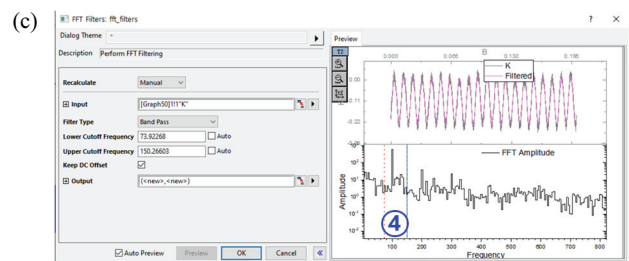 (c)
FFT Filters: fft_filters
? ×
Dialog Theme *
Description Perform FFT Filtering
Recalculate Manual
Input [Graph50]1!1"K"
Filter Type Band Pass
Lower Cutoff Frequency 73.92268 Auto
Upper Cutoff Frequency 150.26603 Auto
Keep DC Offset
Output (<new>,<new>)
Auto Preview Preview OK Cancel «
Preview
B
0.000 0.065 0.130 0.195
K
Filtered
0.00
FFT Amplitude
Amplitude
4
100 200 300 400 500 600 700 800
Frequency